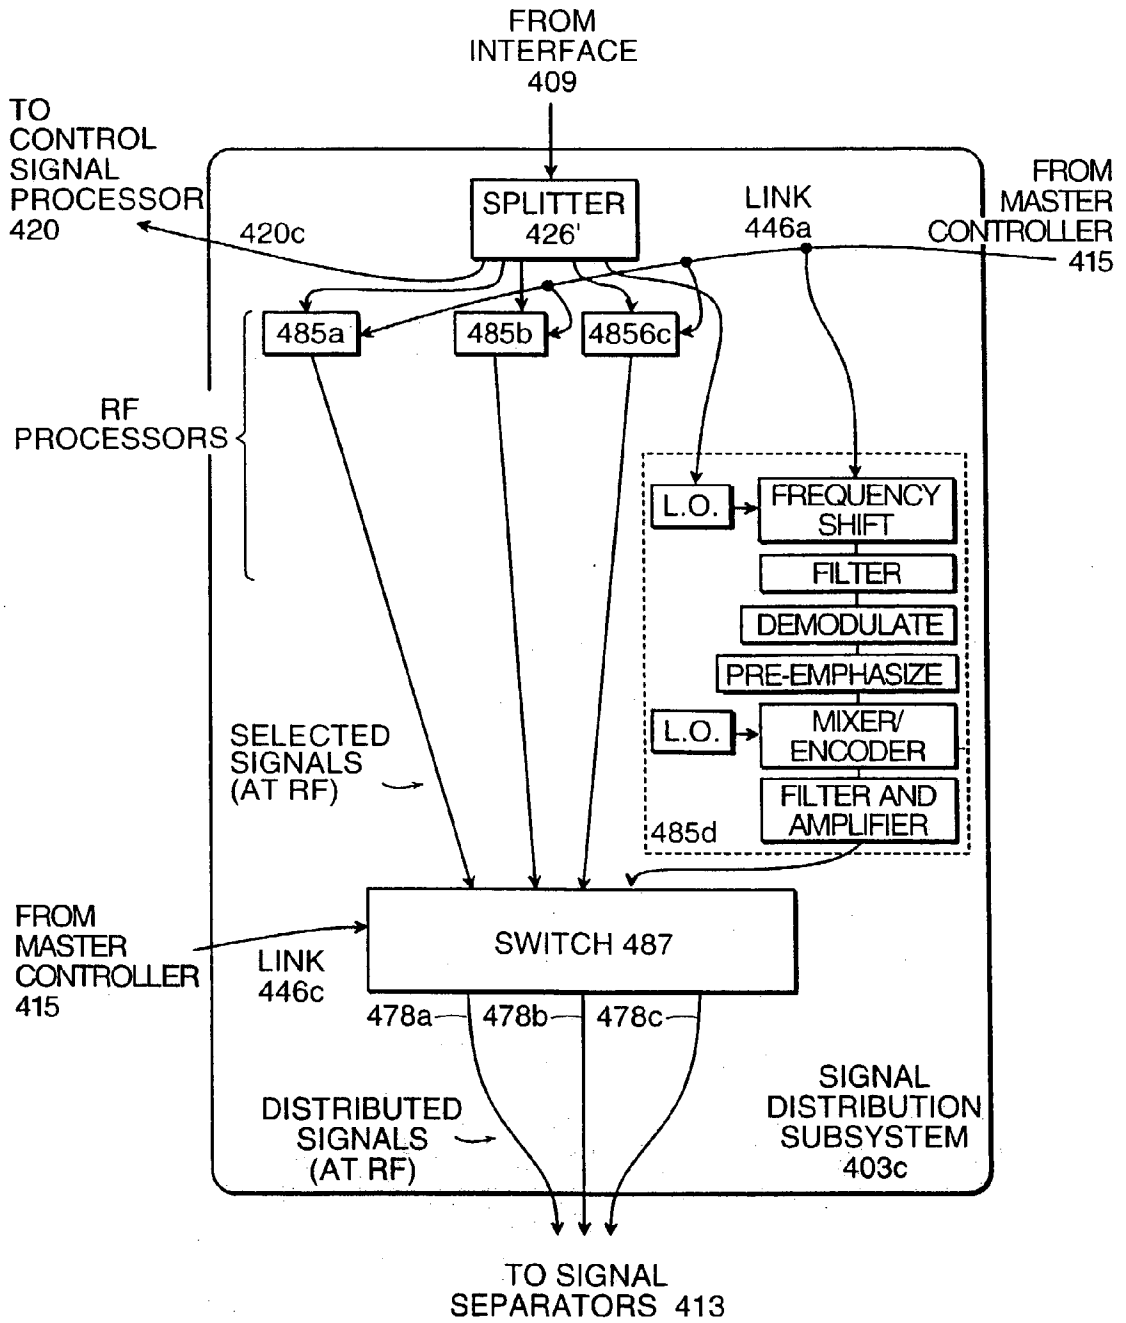 FROM
INTERFACE
409
TO
CONTROL
SIGNAL
PROCESSOR
420
420c
SPLITTER
426'
LINK
446a
FROM
MASTER
CONTROLLER
415
485a
485b
4856c
RF
PROCESSORS
L.O.
FREQUENCY
SHIFT
FILTER
DEMODULATE
PRE-EMPHASIZE
L.O.
MIXER/
ENCODER
FILTER AND
AMPLIFIER
485d
SELECTED
SIGNALS
(AT RF)
FROM
MASTER
CONTROLLER
415
LINK
446c
SWITCH 487
478a
478b
478c
DISTRIBUTED
SIGNALS
(AT RF)
SIGNAL
DISTRIBUTION
SUBSYSTEM
403c
TO SIGNAL
SEPARATORS 413